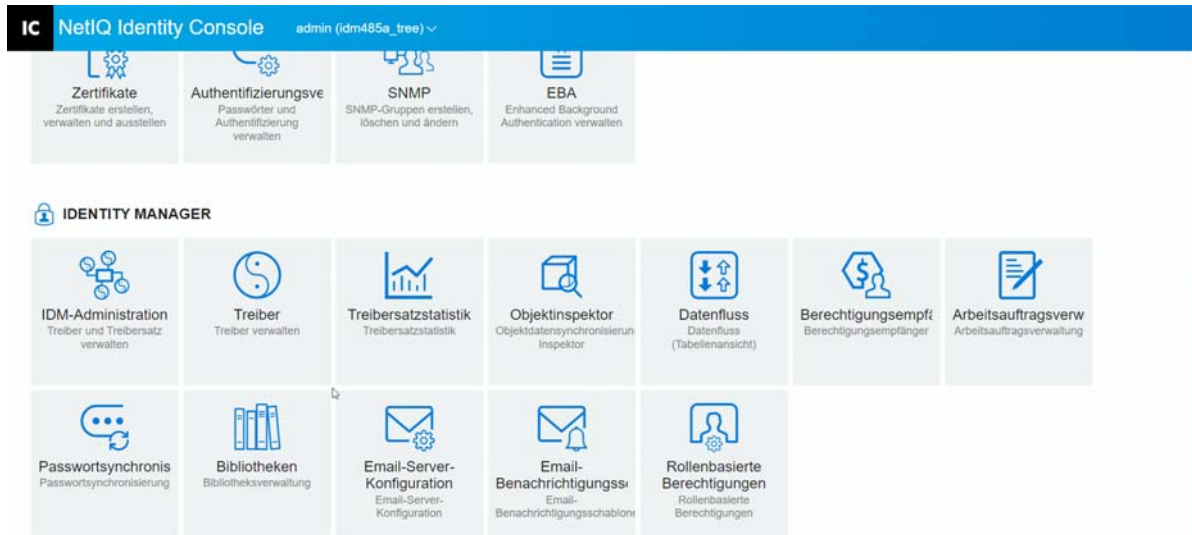 IC NetIQ Identity Console admin (idm485a_tree)
Zertifikate
Zertifikate erstellen,
verwalten und ausstellen
Authentifizierungsve
Passwörter und
Authentifizierung
verwalten
SNMP
SNMP-Gruppen erstellen,
löschen und ändern
EBA
Enhanced Background
Authentication verwalten
IDENTITY MANAGER
IDM-Administration
Treiber und Treibersatz
verwalten
Treiber
Treiber verwalten
Treibersatzstatistik
Treibersatzstatistik
Objektinspektor
Objektdatensynchronisierun
Inspektor
Datenfluss
Datenfluss
(Tabellenansicht)
Berechtigungsempfä
Berechtigungsempfänger
Arbeitsauftragsverw
Arbeitsauftragsverwaltung
Passwortsynchronis
Passwortsynchronisierung
Bibliotheken
Bibliotheksverwaltung
Email-Server-
Konfiguration
Email-Server-
Konfiguration
Email-
Benachrichtigungss
Email-
Benachrichtigungsschablone
Rollenbasierte
Berechtigungen
Rollenbasierte
Berechtigungen